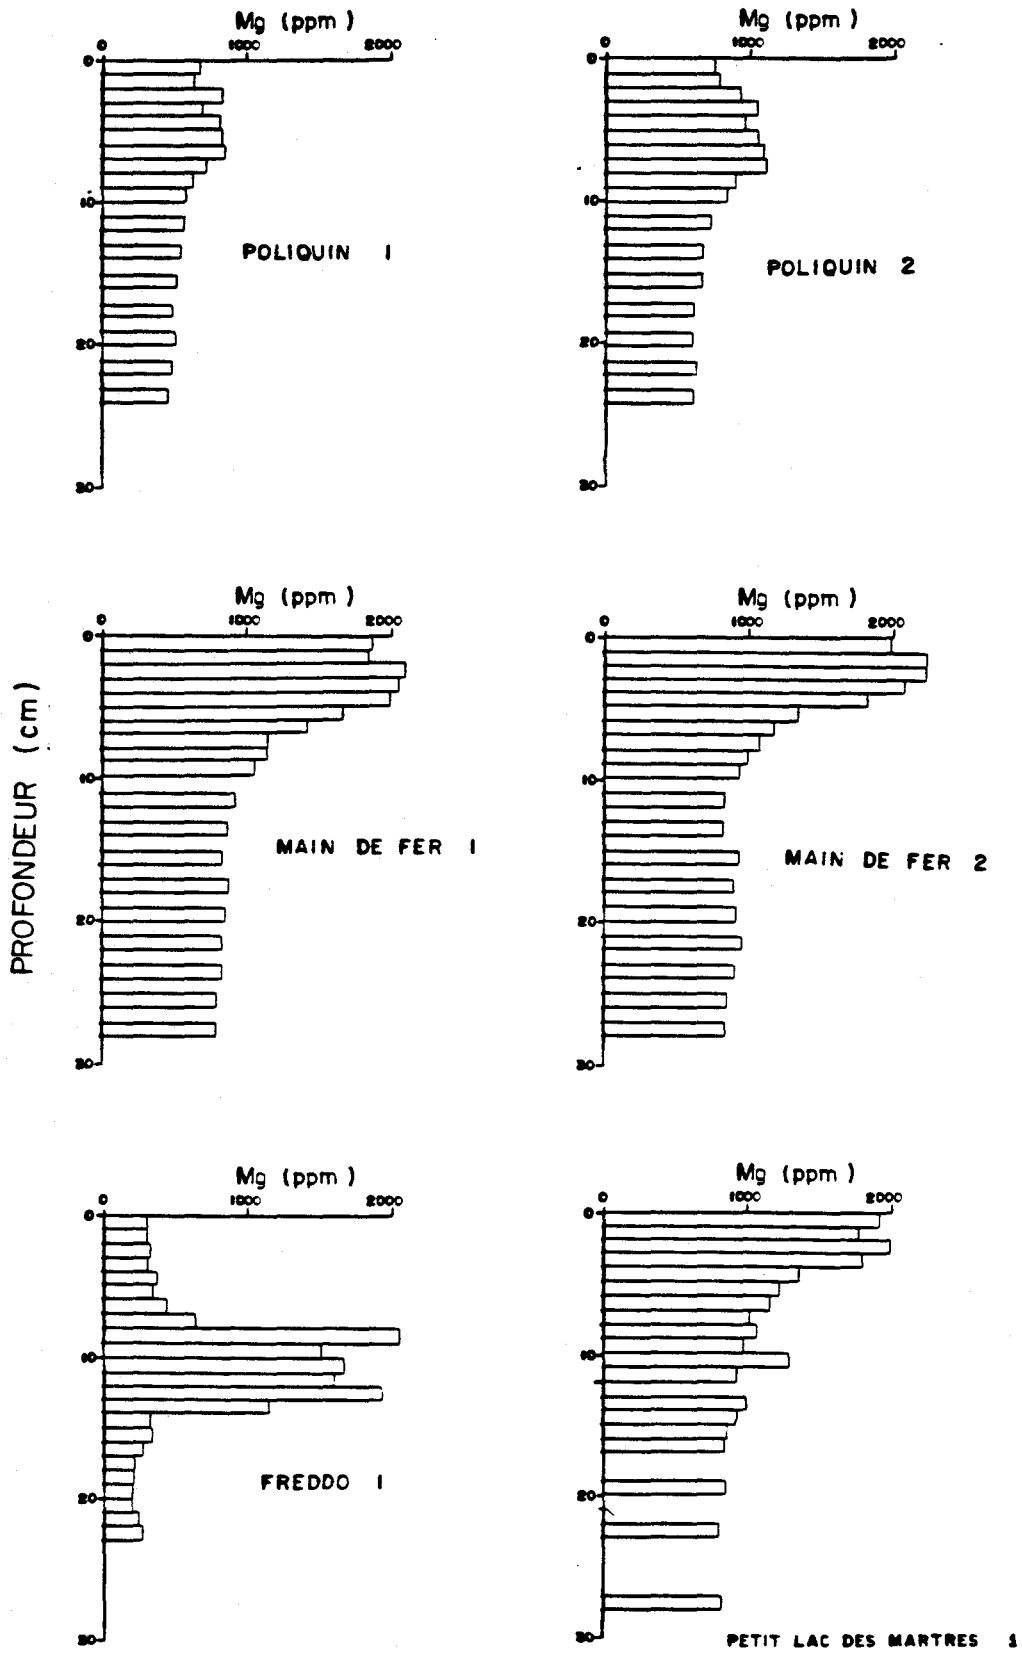 Mg (ppm)
0 1000 2000
0
10
20
30
POLIQUIN 1
Mg (ppm)
0 1000 2000
0
10
20
30
POLIQUIN 2
PROFONDEUR (cm)
Mg (ppm)
0 1000 2000
0
10
20
30
MAIN DE FER 1
Mg (ppm)
0 1000 2000
0
10
20
30
MAIN DE FER 2
Mg (ppm)
0 1000 2000
0
10
20
30
FREDDO 1
Mg (ppm)
0 1000 2000
0
10
20
30
PETIT LAC DES MARTRES 1